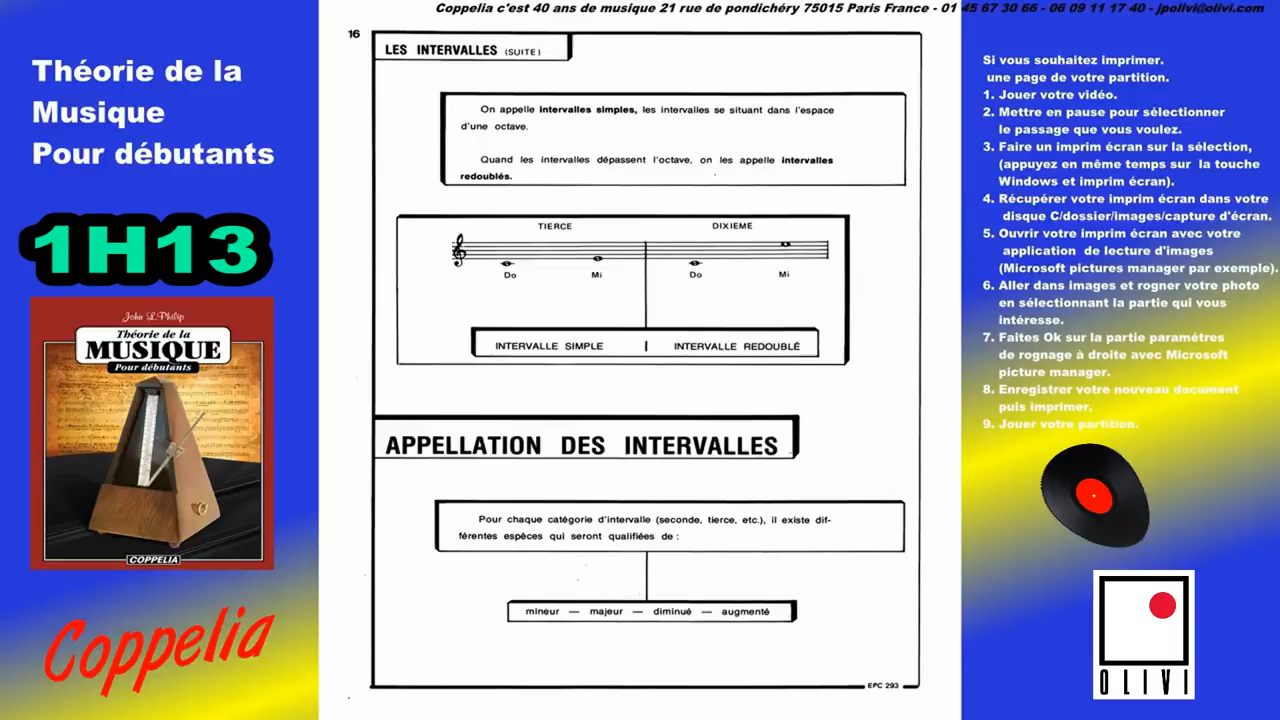 Coppelia c'est 40 ans de musique 21 rue de pondichéry 75015 Paris France - 01 45 67 30 66 - 06 09 11 17 40 - jpolivi@olivi.com
Théorie de la
Musique
Pour débutants
1H13
John L. Philip
Théorie de la
MUSIQUE
Pour débutants
COPPELIA
Coppelia
16
LES INTERVALLES (SUITE)
On appelle intervalles simples, les intervalles se situant dans l'espace
d'une octave.
Quand les intervalles dépassent l'octave, on les appelle intervalles
redoublés.
TIERCE DIXIEME
Do Mi Do Mi
INTERVALLE SIMPLE | INTERVALLE REDOUBLÉ
APPELLATION DES INTERVALLES
Pour chaque catégorie d'intervalle (seconde, tierce, etc.), il existe dif-
férentes espèces qui seront qualifiées de :
mineur — majeur — diminué — augmenté
EPC 293
Si vous souhaitez imprimer.
une page de votre partition.
1. Jouer votre vidéo.
2. Mettre en pause pour sélectionner
le passage que vous voulez.
3. Faire un imprim écran sur la sélection,
(appuyez en même temps sur la touche
Windows et imprim écran).
4. Récupérer votre imprim écran dans votre
disque C/dossier/images/capture d'écran.
5. Ouvrir votre imprim écran avec votre
application de lecture d'images
(Microsoft pictures manager par exemple).
6. Aller dans images et rogner votre photo
en sélectionnant la partie qui vous
intéresse.
7. Faites Ok sur la partie paramétres
de rognage à droite avec Microsoft
picture manager.
8. Enregistrer votre nouveau document
puis imprimer.
9. Jouer votre partition.
OLIVI